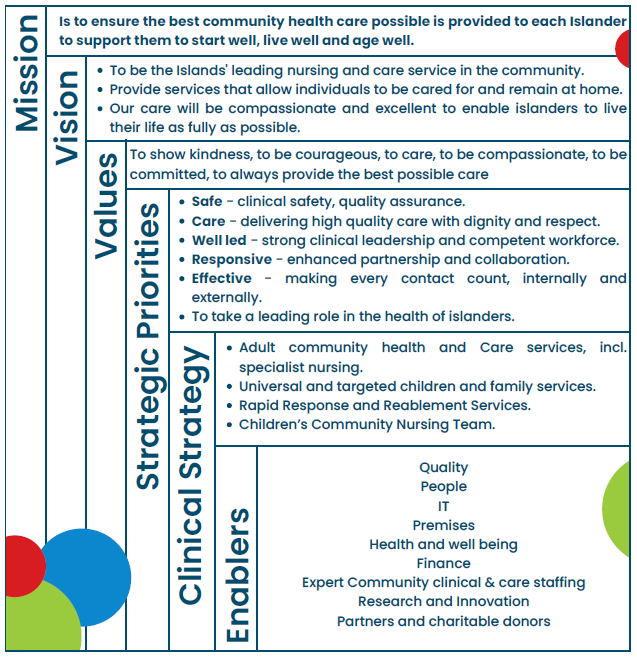 Mission
Is to ensure the best community health care possible is provided to each Islander
to support them to start well, live well and age well.
Vision
• To be the Islands' leading nursing and care service in the community.
• Provide services that allow individuals to be cared for and remain at home.
• Our care will be compassionate and excellent to enable islanders to live
their life as fully as possible.
Values
To show kindness, to be courageous, to care, to be compassionate, to be
committed, to always provide the best possible care
Strategic Priorities
• Safe - clinical safety, quality assurance.
• Care - delivering high quality care with dignity and respect.
• Well led - strong clinical leadership and competent workforce.
• Responsive - enhanced partnership and collaboration.
• Effective - making every contact count, internally and
externally.
• To take a leading role in the health of islanders.
Clinical Strategy
• Adult community health and Care services, incl.
specialist nursing.
• Universal and targeted children and family services.
• Rapid Response and Reablement Services.
• Children's Community Nursing Team.
Enablers
Quality
People
IT
Premises
Health and well being
Finance
Expert Community clinical & care staffing
Research and Innovation
Partners and charitable donors